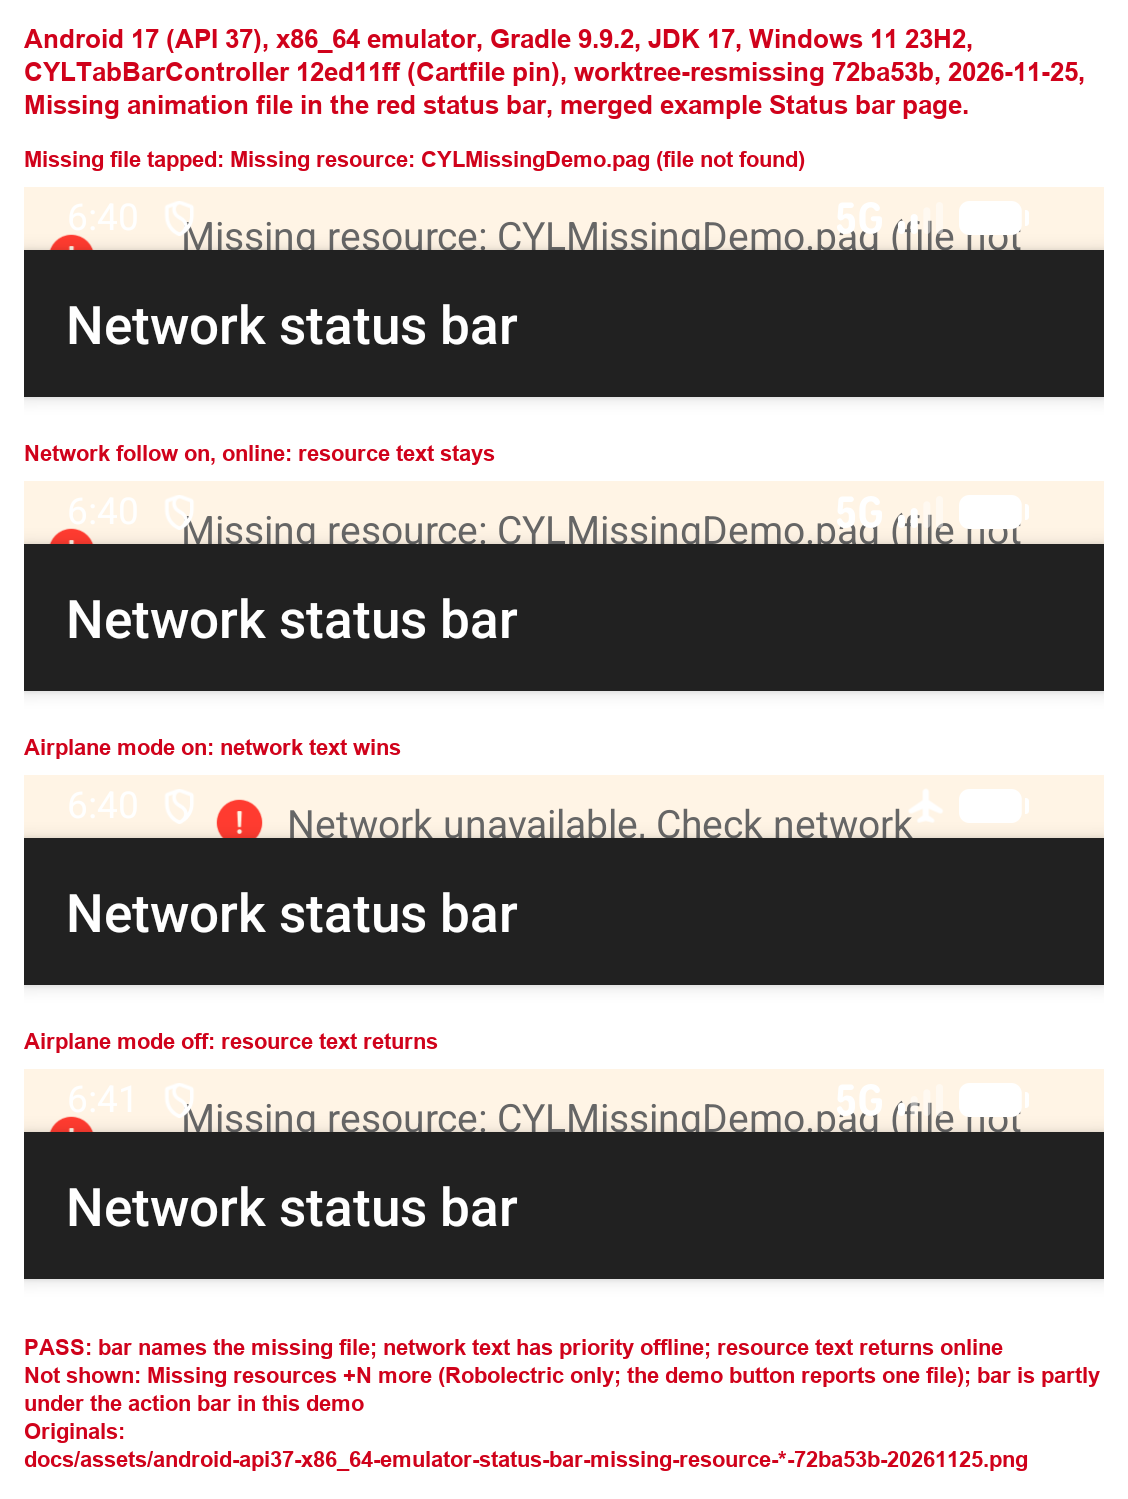 Android 17 (API 37), x86_64 emulator, Gradle 9.9.2, JDK 17, Windows 11 23H2,
CYLTabBarController 12ed11ff (Cartfile pin), worktree-resmissing 72ba53b, 2026-11-25,
Missing animation file in the red status bar, merged example Status bar page.
Missing file tapped: Missing resource: CYLMissingDemo.pag (file not found)
6:40 5G
Missing resource: CYLMissingDemo.pag (file not
Network status bar
Network follow on, online: resource text stays
6:40 5G
Missing resource: CYLMissingDemo.pag (file not
Network status bar
Airplane mode on: network text wins
6:40
! Network unavailable. Check network
Network status bar
Airplane mode off: resource text returns
6:41 5G
Missing resource: CYLMissingDemo.pag (file not
Network status bar
PASS: bar names the missing file; network text has priority offline; resource text returns online
Not shown: Missing resources +N more (Robolectric only; the demo button reports one file); bar is partly
under the action bar in this demo
Originals:
docs/assets/android-api37-x86_64-emulator-status-bar-missing-resource-*-72ba53b-20261125.png